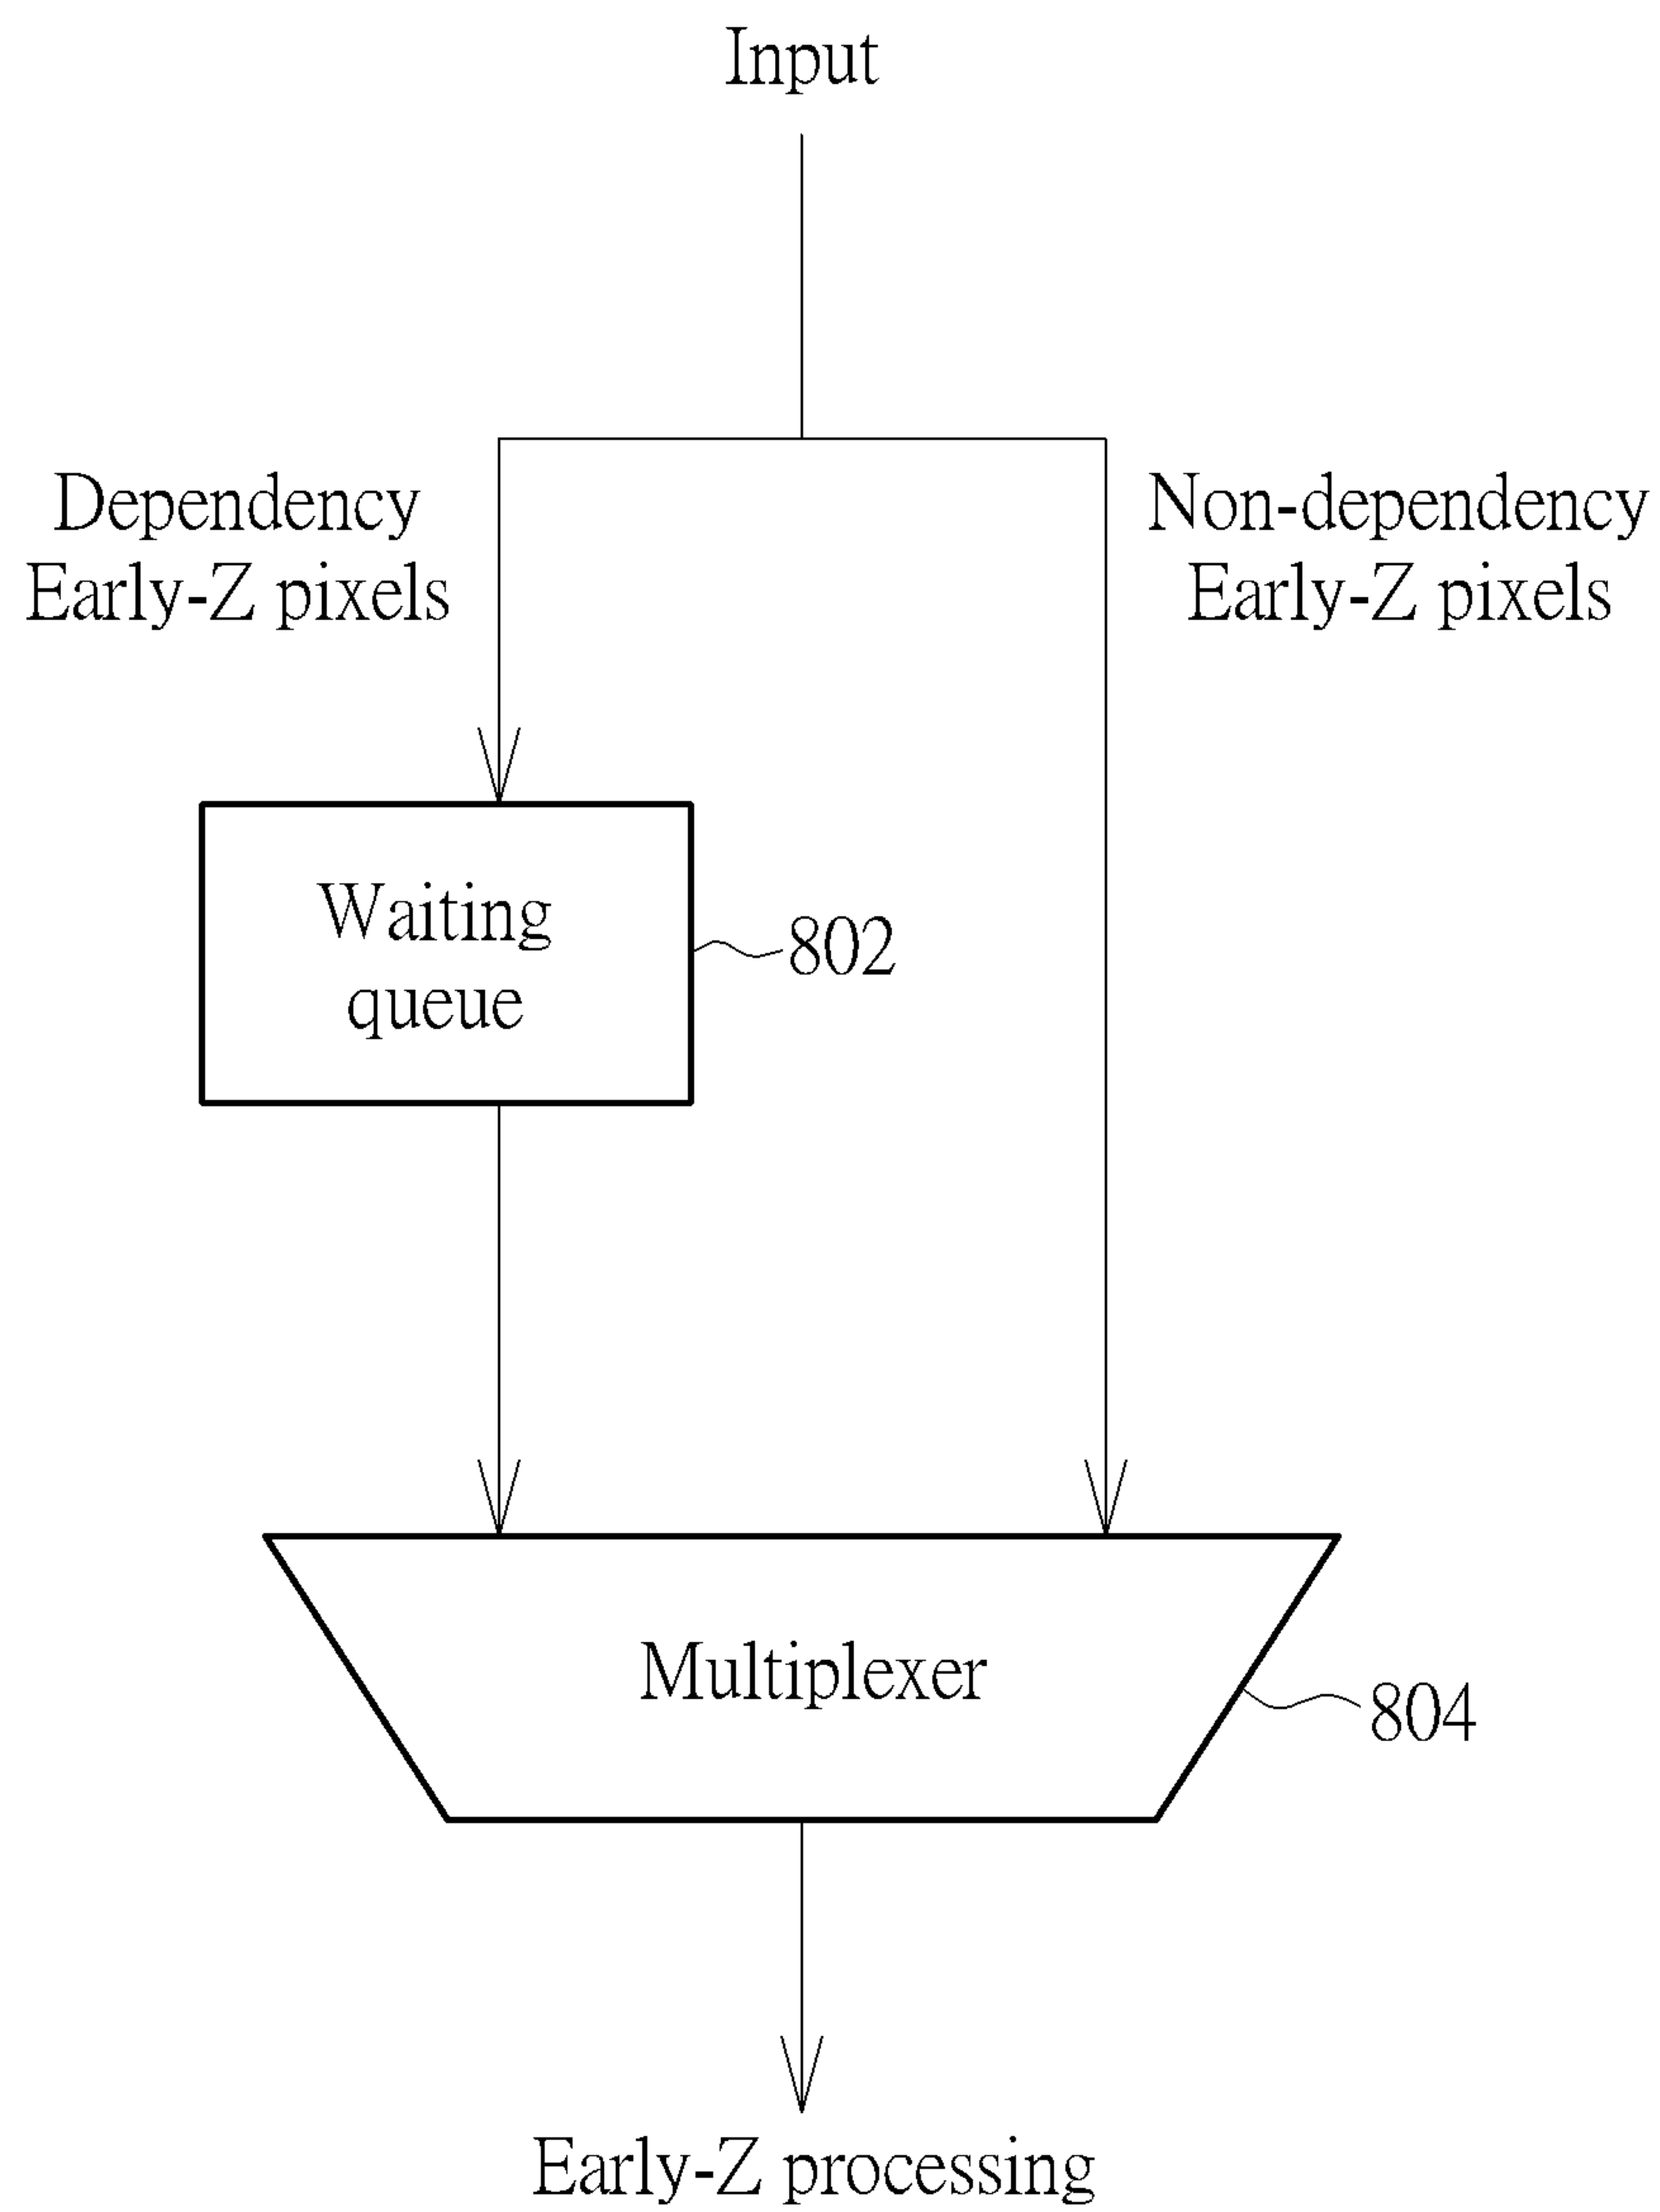 Input
Dependency
Early-Z pixels
Non-dependency
Early-Z pixels
Waiting
queue
802
Multiplexer
804
Early-Z processing